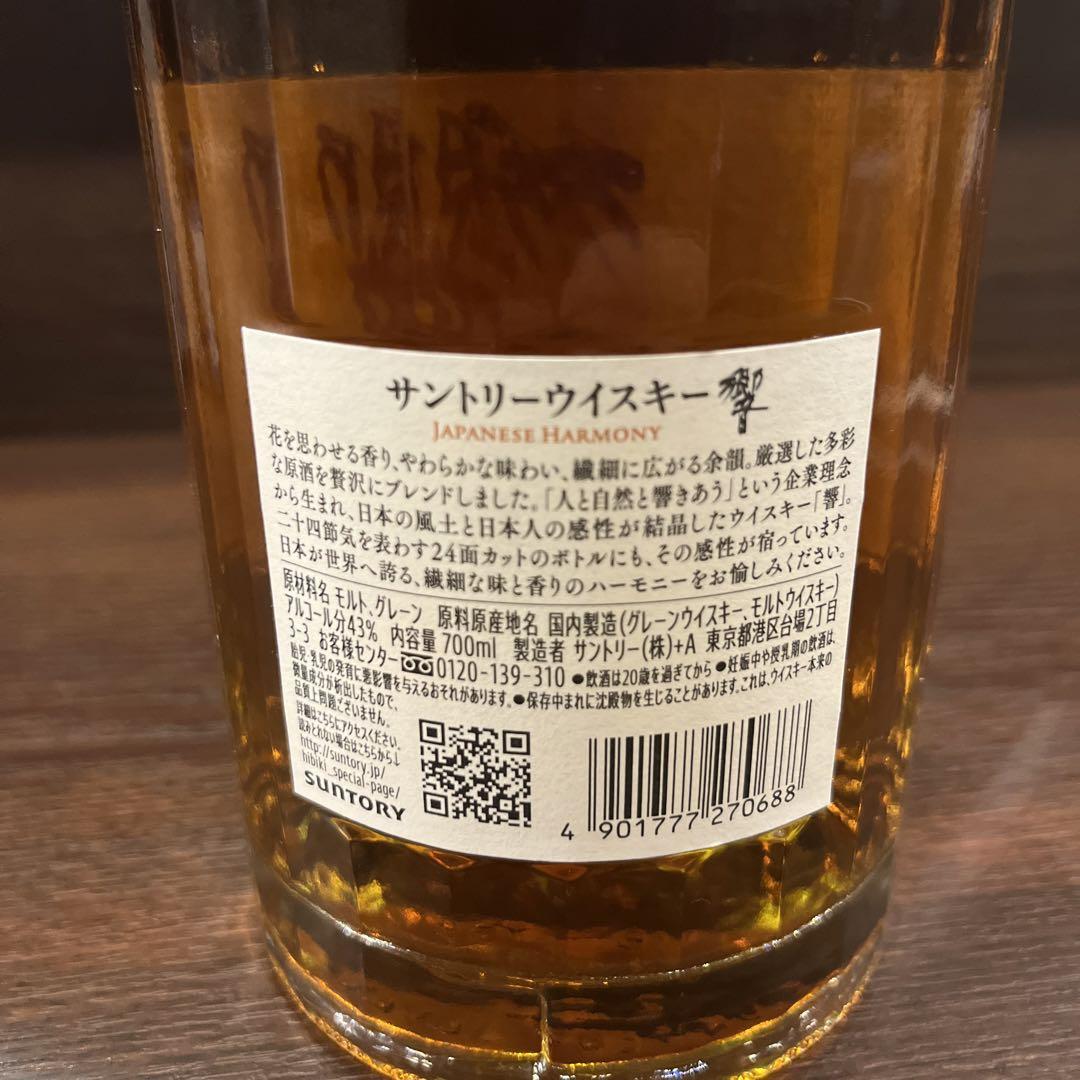 サントリーウイスキー 響
JAPANESE HARMONY
花を思わせる香り、やわらかな味わい、繊細に広がる余韻。厳選した多彩
な原酒を贅沢にブレンドしました。「人と自然と響きあう」という企業理念
から生まれ、日本の風土と日本人の感性が結晶したウイスキー「響」。
二十四節気を表わす24面カットのボトルにも、その感性が宿っています。
日本が世界へ誇る、繊細な味と香りのハーモニーをお愉しみください。
原材料名 モルト、グレーン 原料原産地名 国内製造(グレーンウイスキー、モルトウイスキー)
アルコール分43% 内容量 700ml 製造者 サントリー(株)+A 東京都港区台場2丁目
3-3 お客様センター 0120-139-310 ●飲酒は20歳を過ぎてから ●妊娠中や授乳期の飲酒は、
胎児・乳児の発育に悪影響を与えるおそれがあります。●保存中まれに沈殿物を生じることがあります。これは、ウイスキー本来の
微量成分が析出したもので、
品質上問題ございません。
詳細はこちらにアクセスください。
読みとれない場合はこちらから↓
http://suntory.jp/
hibiki_special-page/
SUNTORY
4 901777 270688